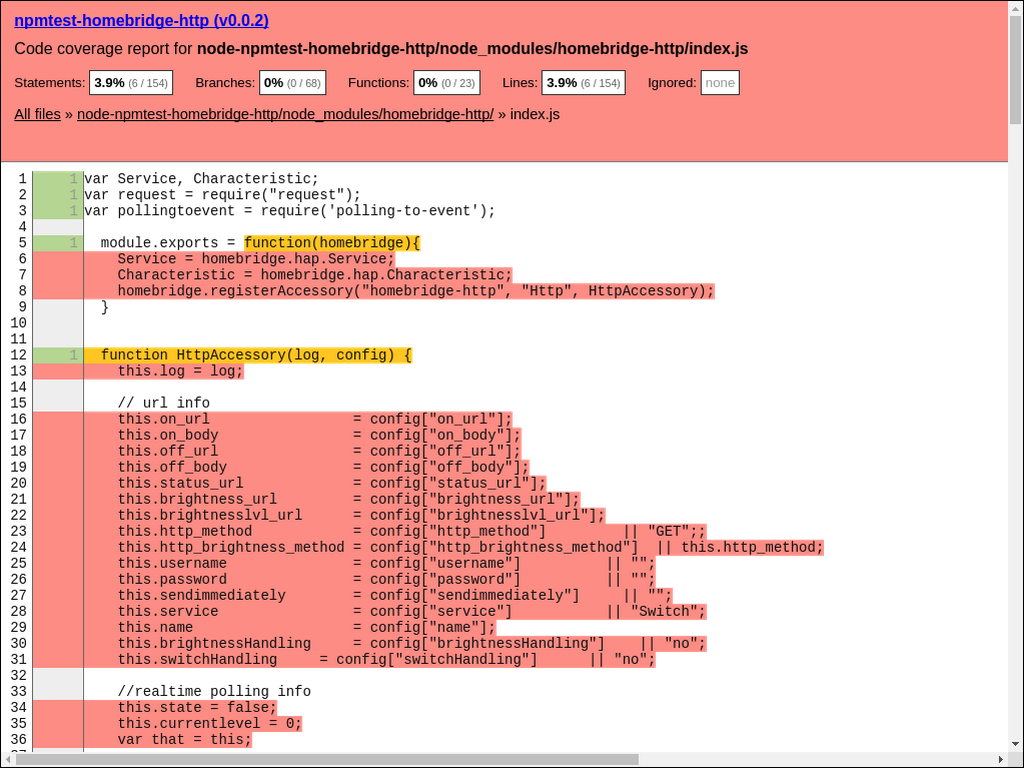 npmtest-homebridge-http (v0.0.2)
Code coverage report for node-npmtest-homebridge-http/node_modules/homebridge-http/index.js
Statements: 3.9% (6 / 154) Branches: 0% (0 / 68) Functions: 0% (0 / 23) Lines: 3.9% (6 / 154) Ignored: none
All files » node-npmtest-homebridge-http/node_modules/homebridge-http/ » index.js
1 1 var Service, Characteristic;
2 1 var request = require("request");
3 1 var pollingtoevent = require('polling-to-event');
4
5 1 module.exports = function(homebridge){
6 Service = homebridge.hap.Service;
7 Characteristic = homebridge.hap.Characteristic;
8 homebridge.registerAccessory("homebridge-http", "Http", HttpAccessory);
9 }
10
11
12 1 function HttpAccessory(log, config) {
13 this.log = log;
14
15 // url info
16 this.on_url = config["on_url"];
17 this.on_body = config["on_body"];
18 this.off_url = config["off_url"];
19 this.off_body = config["off_body"];
20 this.status_url = config["status_url"];
21 this.brightness_url = config["brightness_url"];
22 this.brightnesslvl_url = config["brightnesslvl_url"];
23 this.http_method = config["http_method"] || "GET";;
24 this.http_brightness_method = config["http_brightness_method"] || this.http_method;
25 this.username = config["username"] || "";
26 this.password = config["password"] || "";
27 this.sendimmediately = config["sendimmediately"] || "";
28 this.service = config["service"] || "Switch";
29 this.name = config["name"];
30 this.brightnessHandling = config["brightnessHandling"] || "no";
31 this.switchHandling = config["switchHandling"] || "no";
32
33 //realtime polling info
34 this.state = false;
35 this.currentlevel = 0;
36 var that = this;